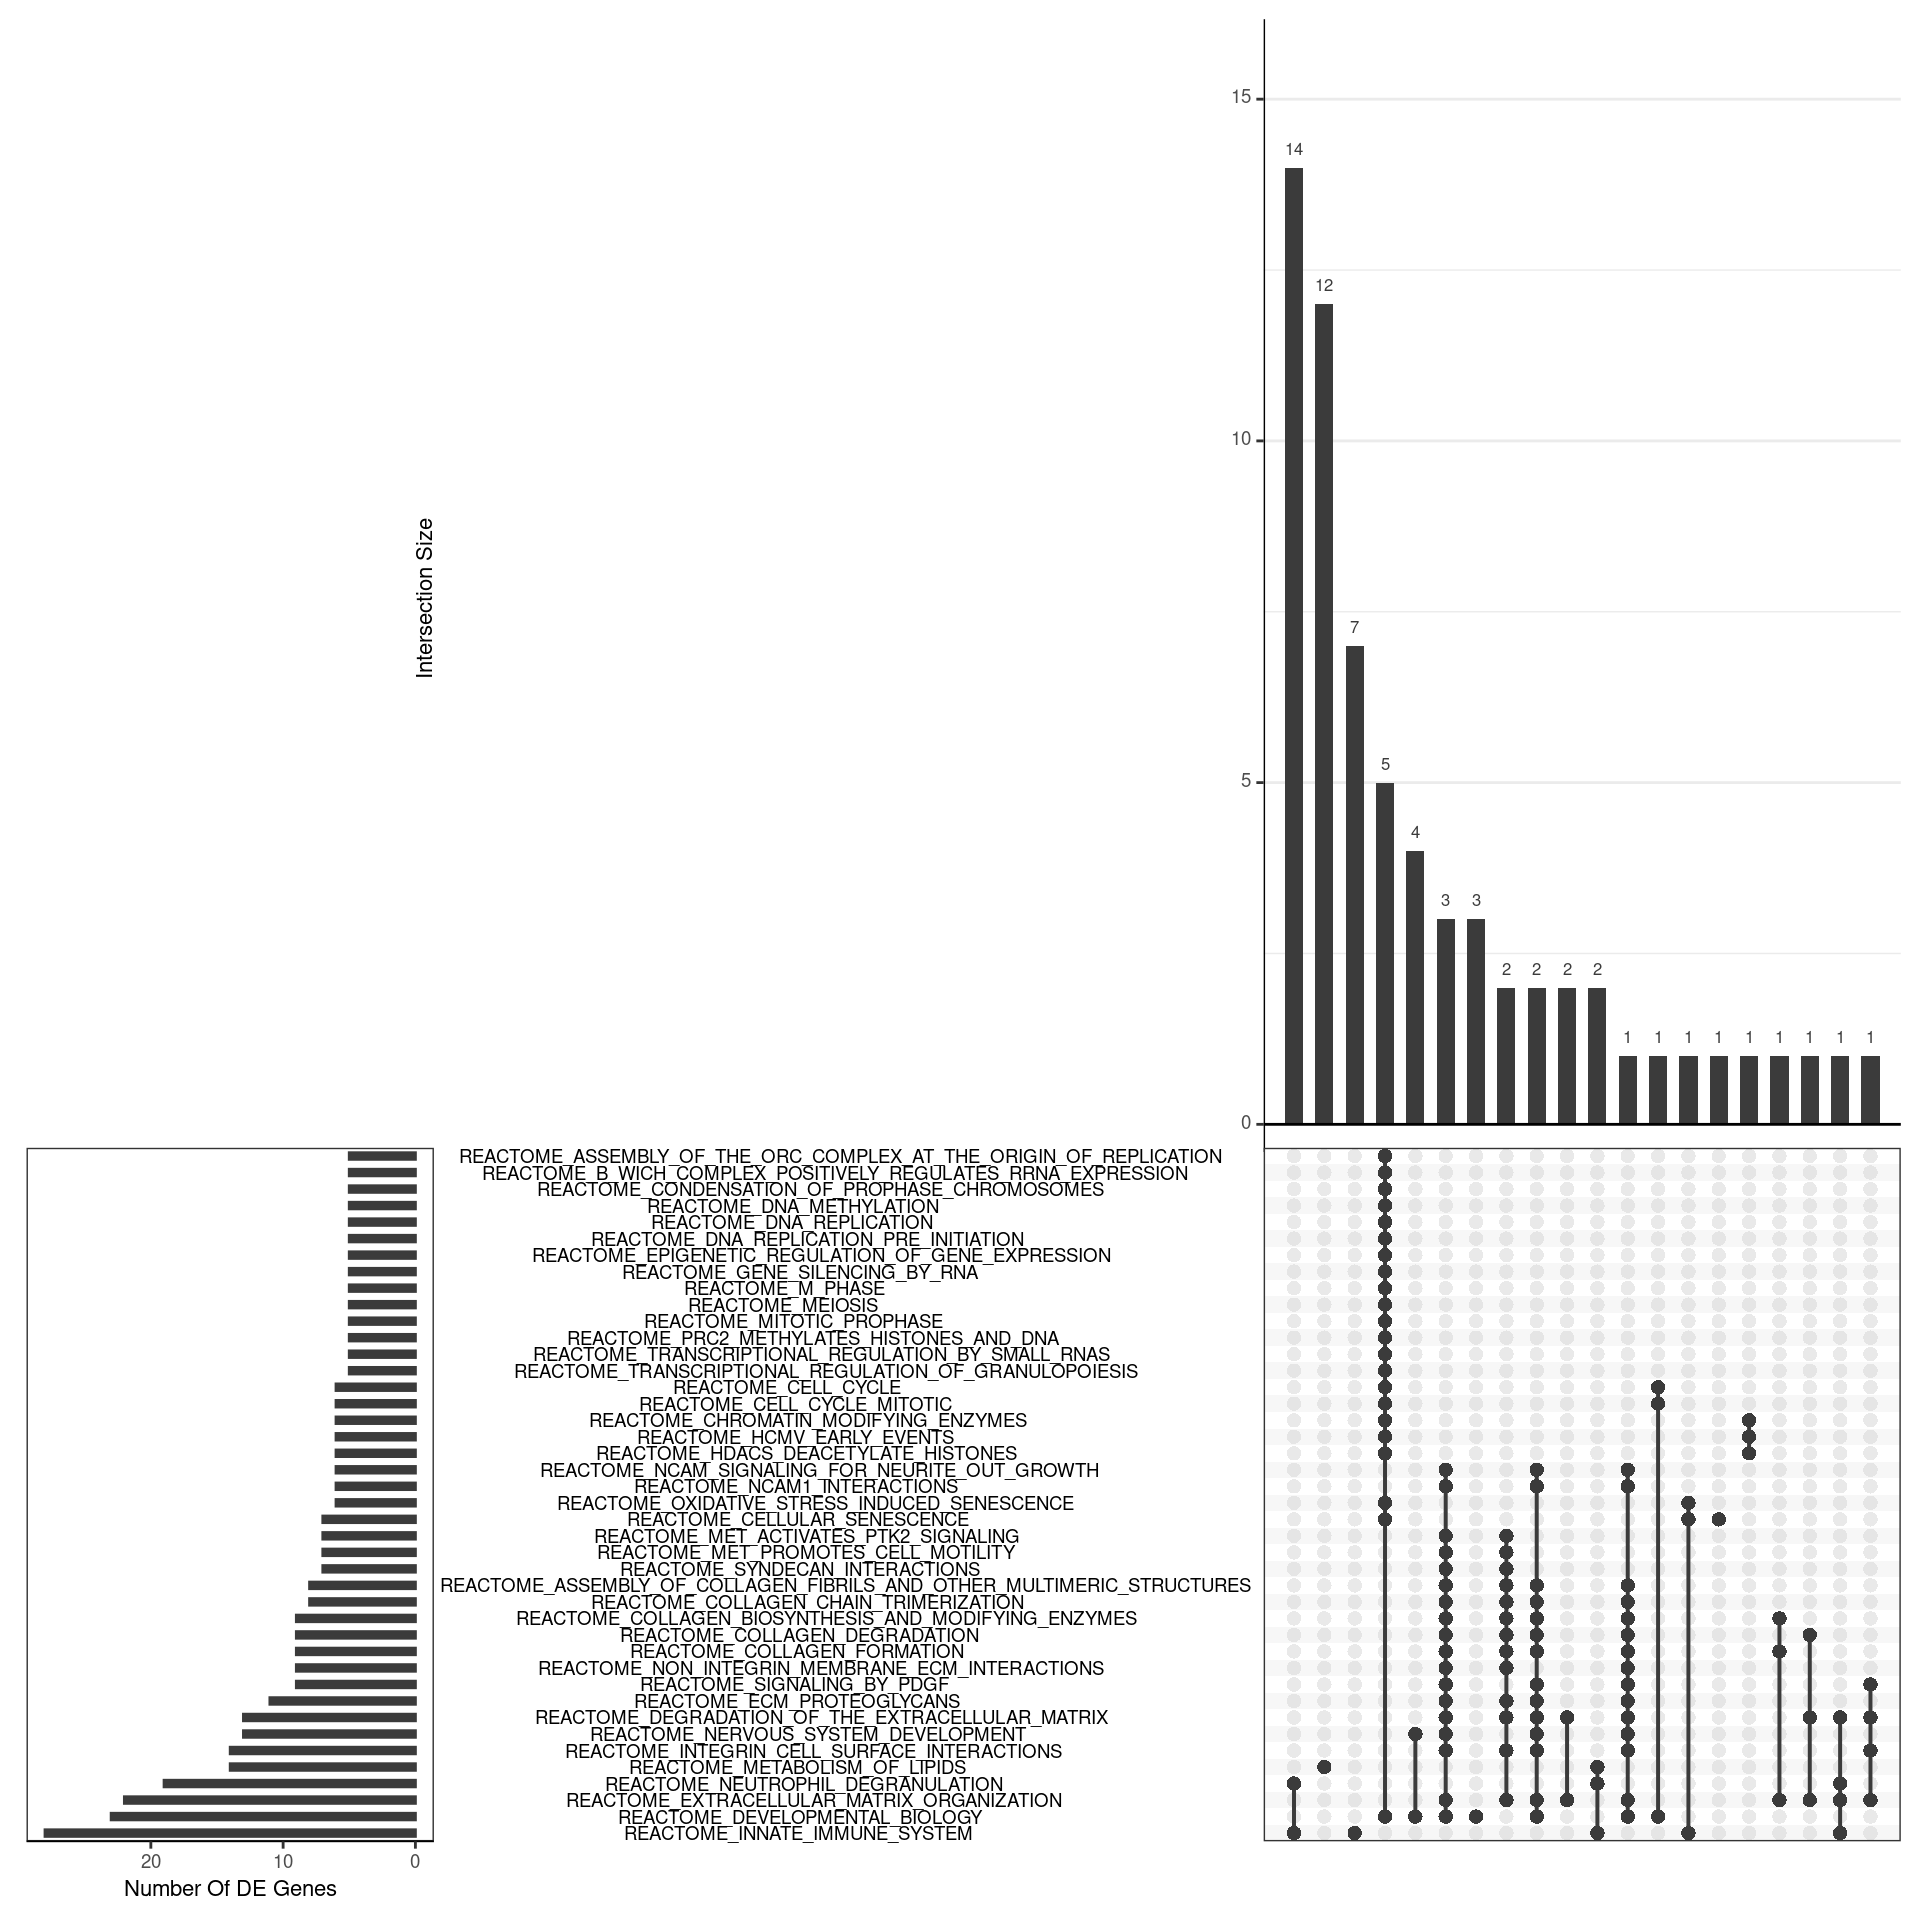 15
14
12
10
7
Intersection Size
5
5
4
3 3
2 2 2 2
1 1 1 1 1 1 1 1 1
0
REACTOME_ASSEMBLY_OF_THE_ORC_COMPLEX_AT_THE_ORIGIN_OF_REPLICATION
REACTOME_B_WICH_COMPLEX_POSITIVELY_REGULATES_RRNA_EXPRESSION
REACTOME_CONDENSATION_OF_PROPHASE_CHROMOSOMES
REACTOME_DNA_METHYLATION
REACTOME_DNA_REPLICATION
REACTOME_DNA_REPLICATION_PRE_INITIATION
REACTOME_EPIGENETIC_REGULATION_OF_GENE_EXPRESSION
REACTOME_GENE_SILENCING_BY_RNA
REACTOME_M_PHASE
REACTOME_MEIOSIS
REACTOME_MITOTIC_PROPHASE
REACTOME_PRC2_METHYLATES_HISTONES_AND_DNA
REACTOME_TRANSCRIPTIONAL_REGULATION_BY_SMALL_RNAS
REACTOME_TRANSCRIPTIONAL_REGULATION_OF_GRANULOPOIESIS
REACTOME_CELL_CYCLE
REACTOME_CELL_CYCLE_MITOTIC
REACTOME_CHROMATIN_MODIFYING_ENZYMES
REACTOME_HCMV_EARLY_EVENTS
REACTOME_HDACS_DEACETYLATE_HISTONES
REACTOME_NCAM_SIGNALING_FOR_NEURITE_OUT_GROWTH
REACTOME_NCAM1_INTERACTIONS
REACTOME_OXIDATIVE_STRESS_INDUCED_SENESCENCE
REACTOME_CELLULAR_SENESCENCE
REACTOME_MET_ACTIVATES_PTK2_SIGNALING
REACTOME_MET_PROMOTES_CELL_MOTILITY
REACTOME_SYNDECAN_INTERACTIONS
REACTOME_ASSEMBLY_OF_COLLAGEN_FIBRILS_AND_OTHER_MULTIMERIC_STRUCTURES
REACTOME_COLLAGEN_CHAIN_TRIMERIZATION
REACTOME_COLLAGEN_BIOSYNTHESIS_AND_MODIFYING_ENZYMES
REACTOME_COLLAGEN_DEGRADATION
REACTOME_COLLAGEN_FORMATION
REACTOME_NON_INTEGRIN_MEMBRANE_ECM_INTERACTIONS
REACTOME_SIGNALING_BY_PDGF
REACTOME_ECM_PROTEOGLYCANS
REACTOME_DEGRADATION_OF_THE_EXTRACELLULAR_MATRIX
REACTOME_NERVOUS_SYSTEM_DEVELOPMENT
REACTOME_INTEGRIN_CELL_SURFACE_INTERACTIONS
REACTOME_METABOLISM_OF_LIPIDS
REACTOME_NEUTROPHIL_DEGRANULATION
REACTOME_EXTRACELLULAR_MATRIX_ORGANIZATION
REACTOME_DEVELOPMENTAL_BIOLOGY
REACTOME_INNATE_IMMUNE_SYSTEM
20 10 0
Number Of DE Genes